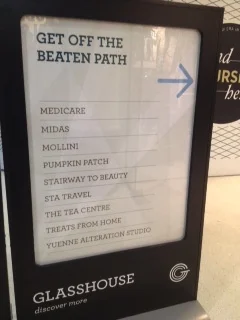 GET OFF THE
BEATEN PATH
MEDICARE
MIDAS
MOLLINI
PUMPKIN PATCH
STAIRWAY TO BEAUTY
STA TRAVEL
THE TEA CENTRE
TREATS FROM HOME
YUENNE ALTERATION STUDIO
GLASSHOUSE
discover more